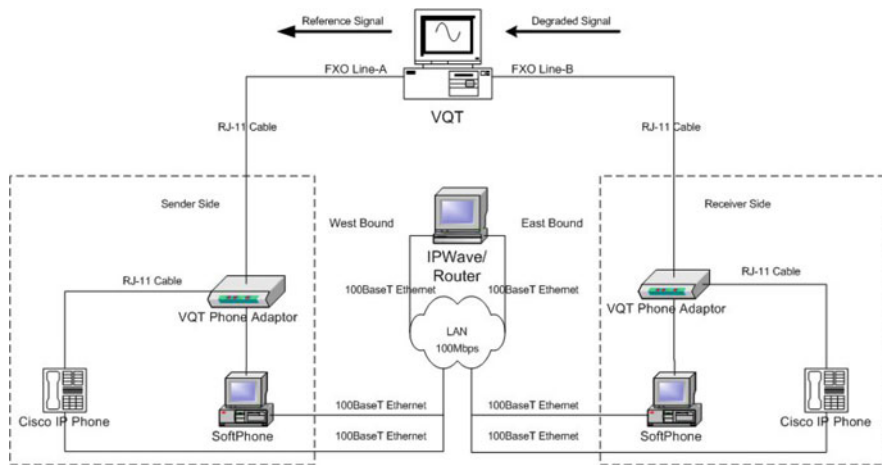 Reference Signal
Degraded Signal
FXO Line-A
FXO Line-B
VQT
RJ-11 Cable
RJ-11 Cable
Sender Side
West Bound
East Bound
Receiver Side
IPWave/
Router
RJ-11 Cable
RJ-11 Cable
100BaseT Ethernet
100BaseT Ethernet
VQT Phone Adaptor
VQT Phone Adaptor
LAN
100Mbps
100BaseT Ethernet
100BaseT Ethernet
Cisco IP Phone
SoftPhone
SoftPhone
Cisco IP Phone
100BaseT Ethernet
100BaseT Ethernet